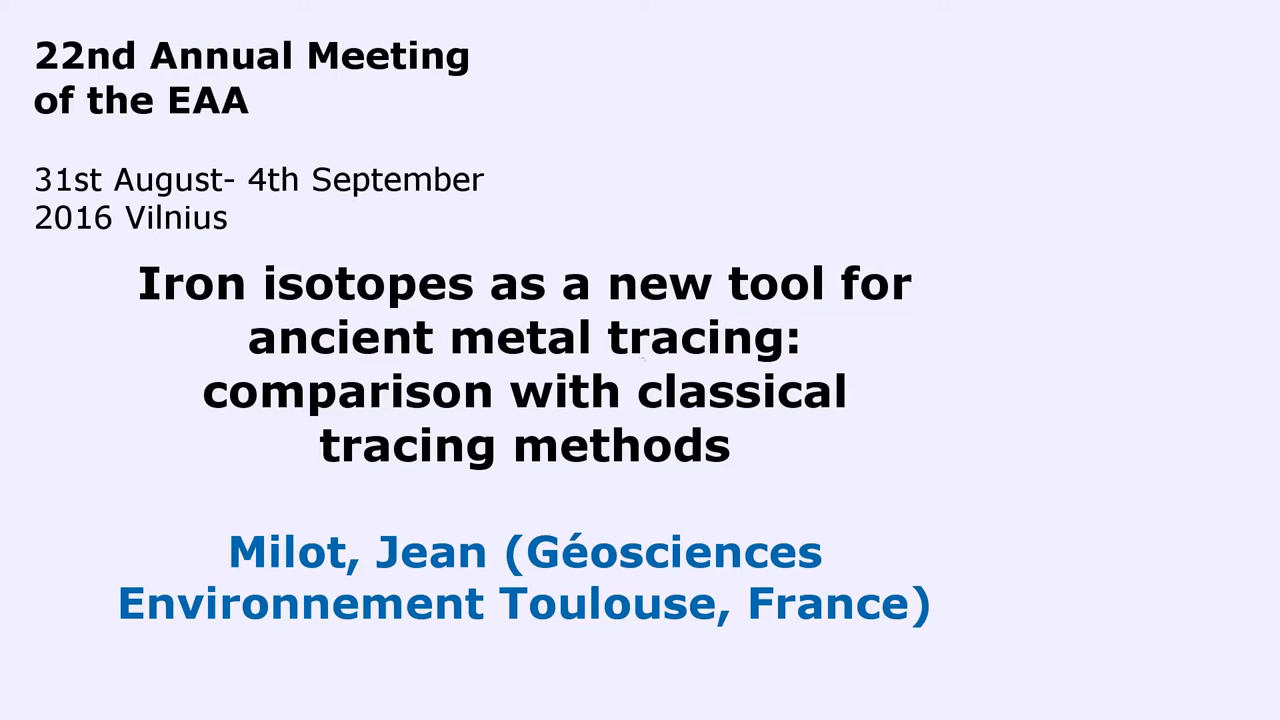 22nd Annual Meeting
of the EAA
31st August- 4th September
2016 Vilnius
Iron isotopes as a new tool for
ancient metal tracing:
comparison with classical
tracing methods
Milot, Jean (Géosciences
Environnement Toulouse, France)